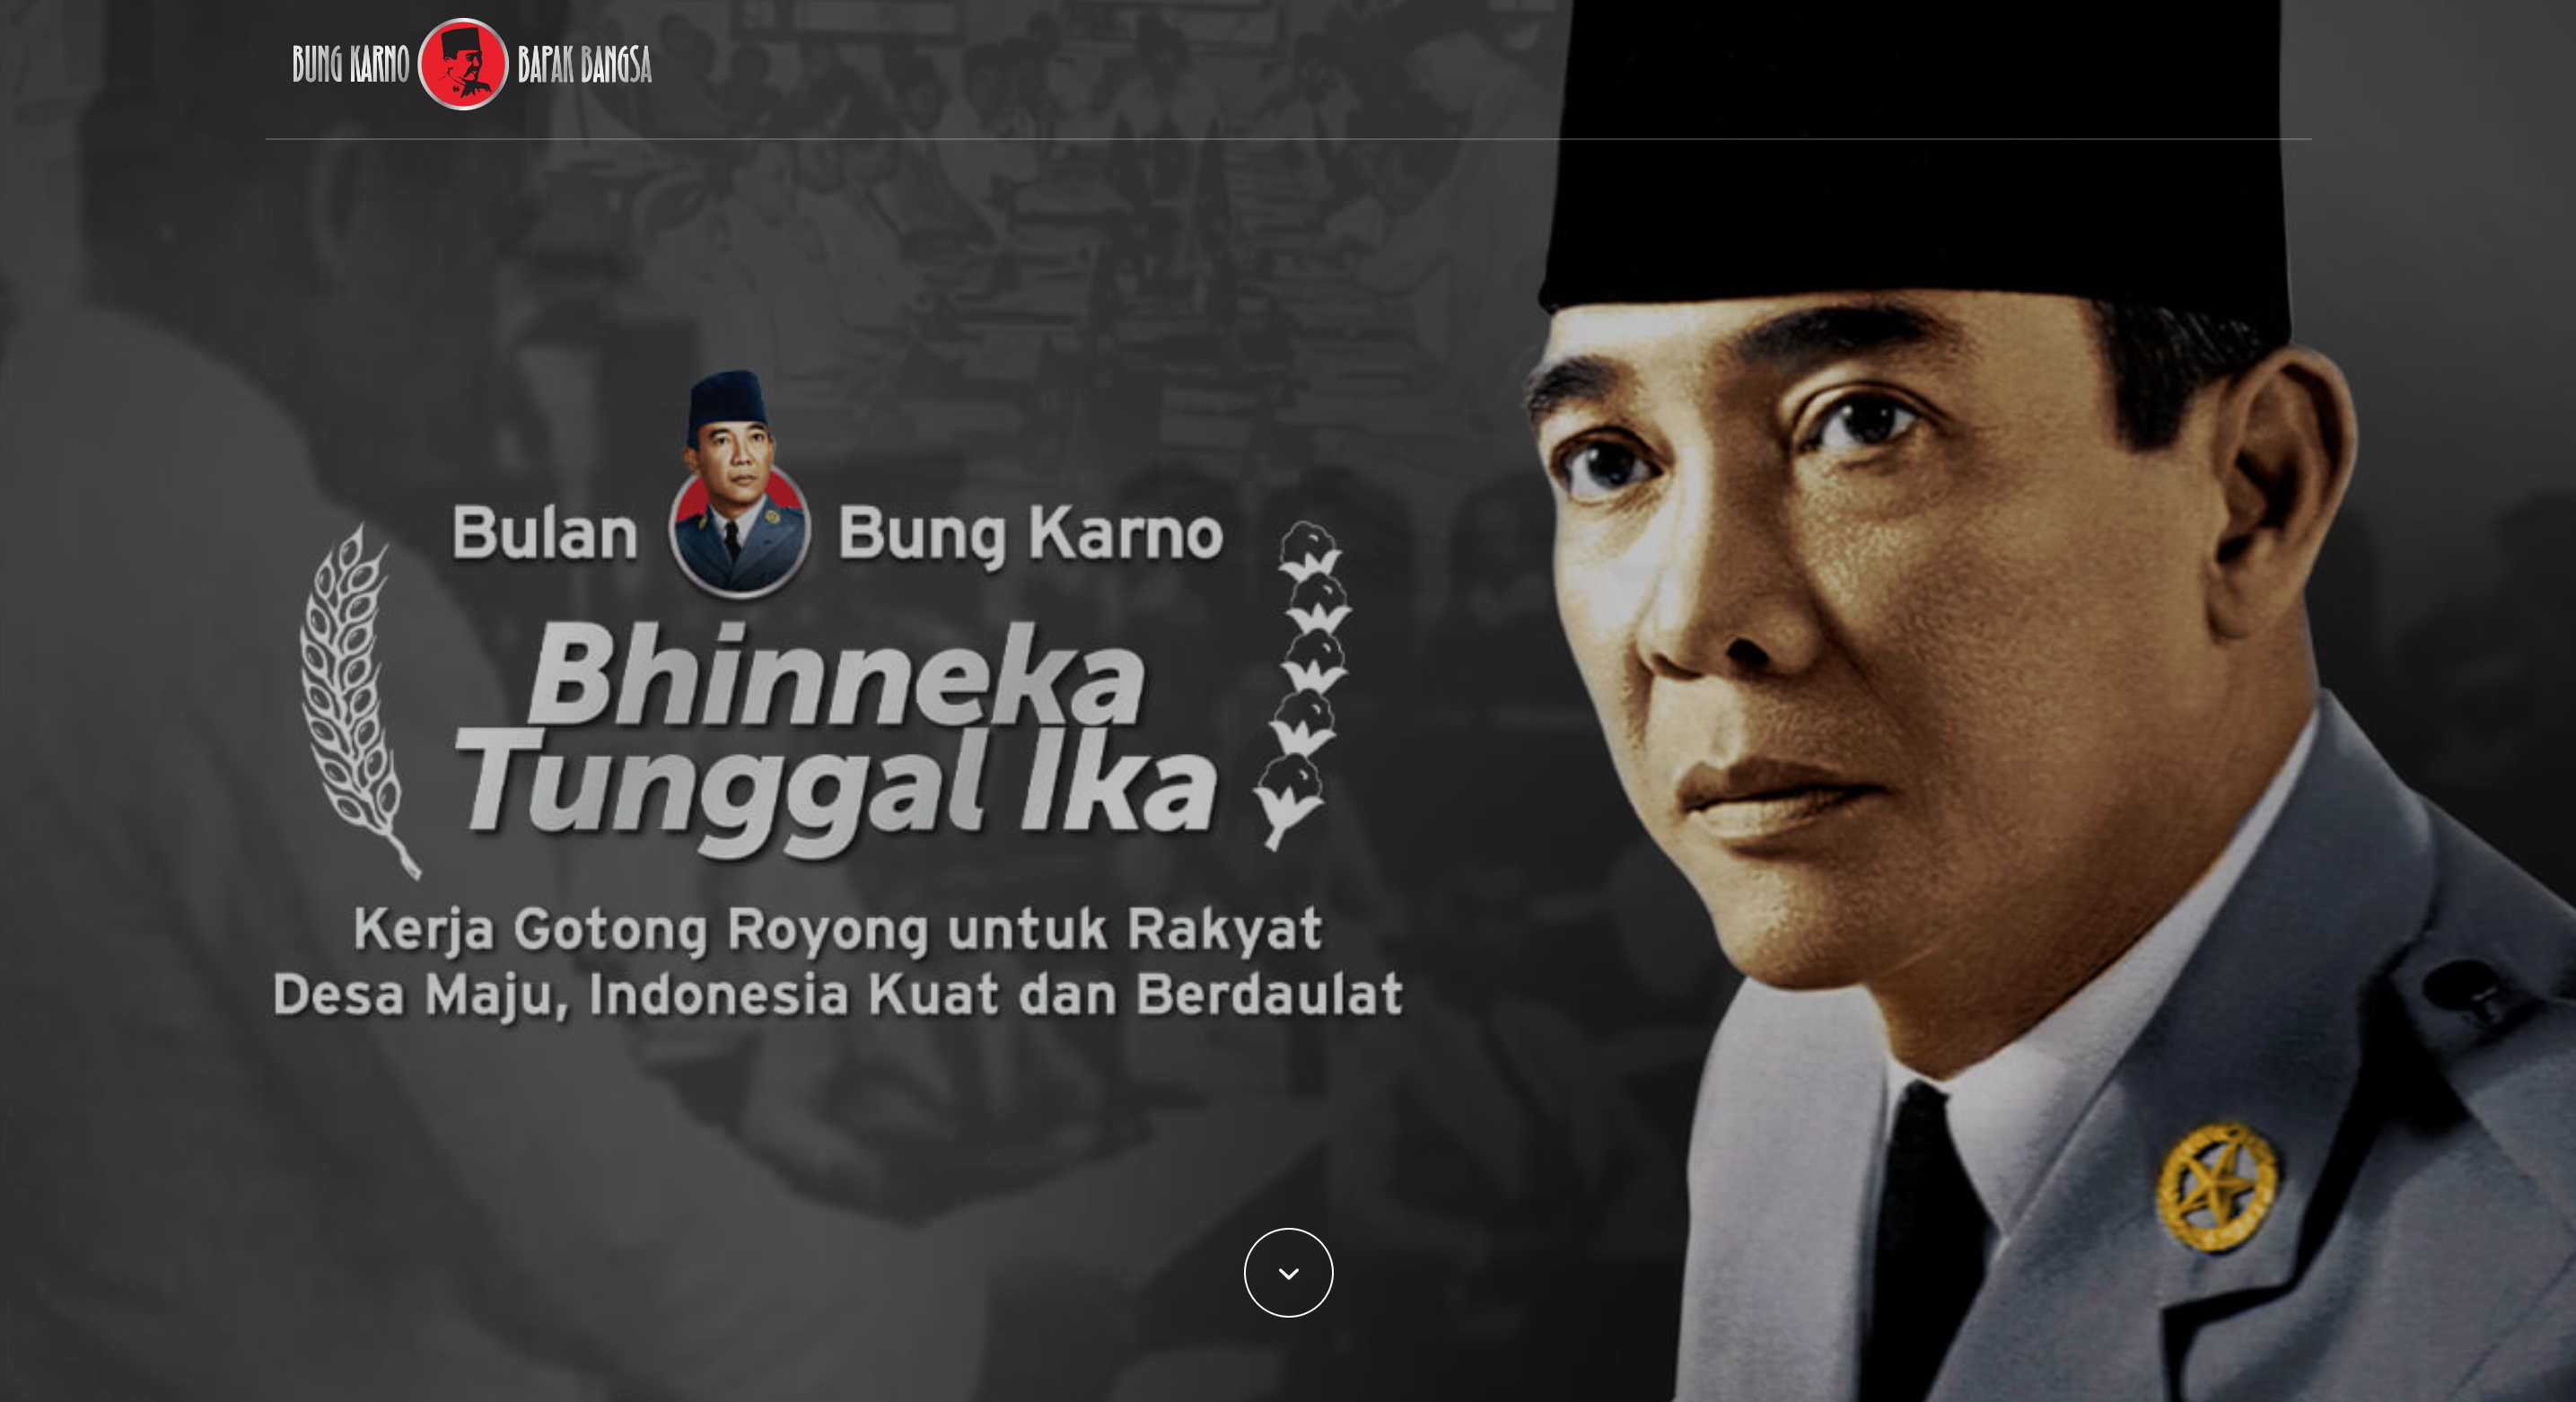 BUNG KARNO BAPAK BANGSA
Bulan Bung Karno
Bhinneka
Tunggal Ika
Kerja Gotong Royong untuk Rakyat
Desa Maju, Indonesia Kuat dan Berdaulat